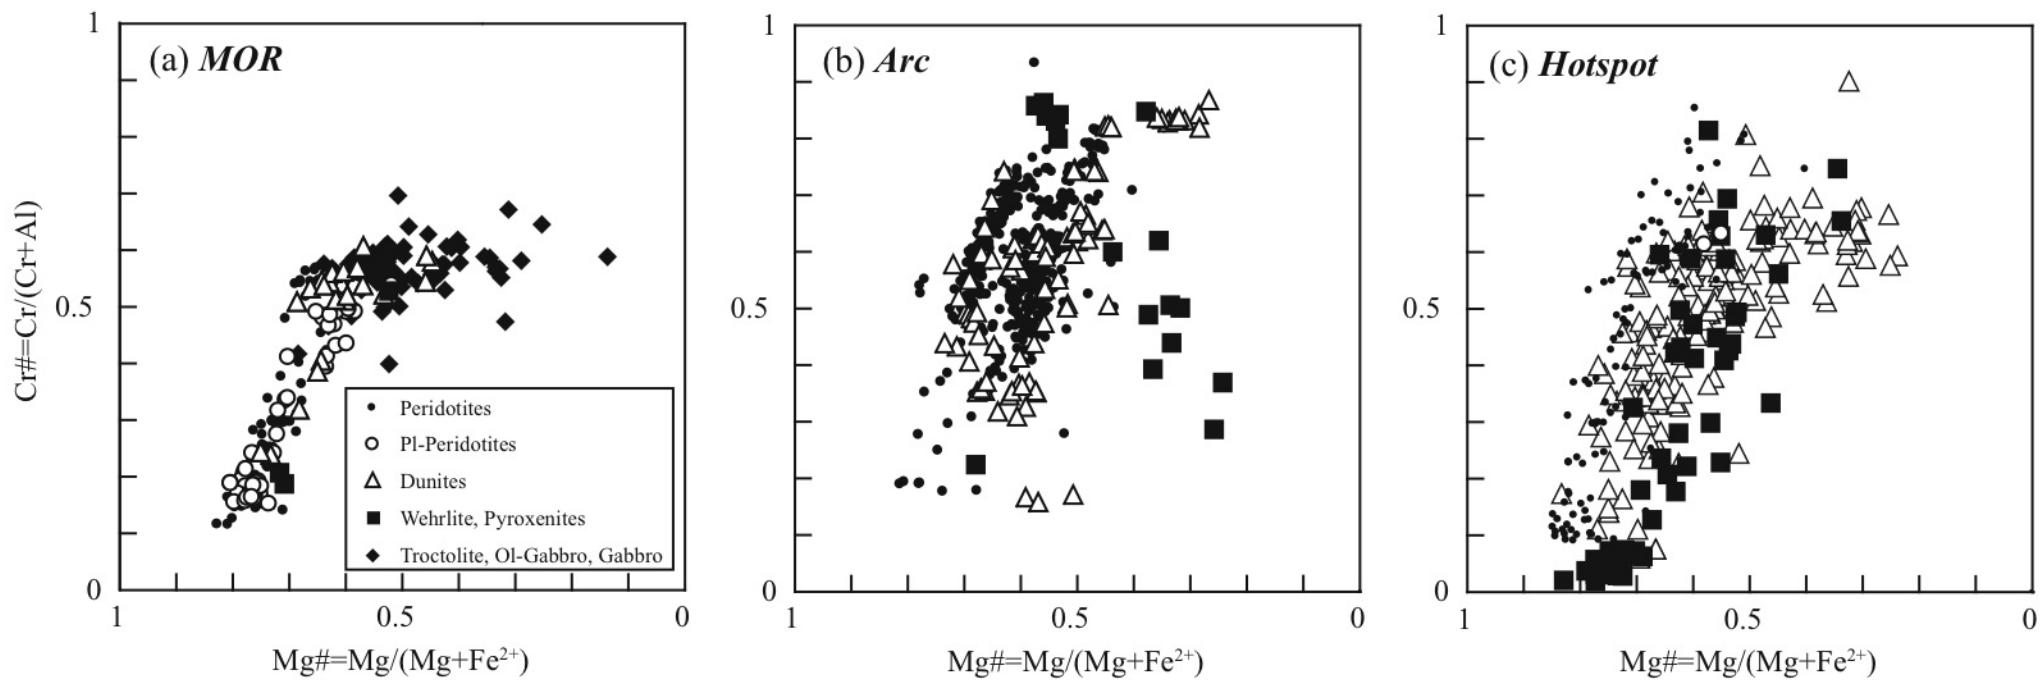 (a) MOR
1
0.5
0
1
0.5
0
Cr#=Cr/(Cr+Al)
Mg#=Mg/(Mg+Fe²⁺)
Peridotites
Pl-Peridotites
Dunites
Wehrlite, Pyroxenites
Troctolite, Ol-Gabbro, Gabbro
(b) Arc
1
0.5
0
1
0.5
0
Mg#=Mg/(Mg+Fe²⁺)
(c) Hotspot
1
0.5
0
1
0.5
0
Mg#=Mg/(Mg+Fe²⁺)